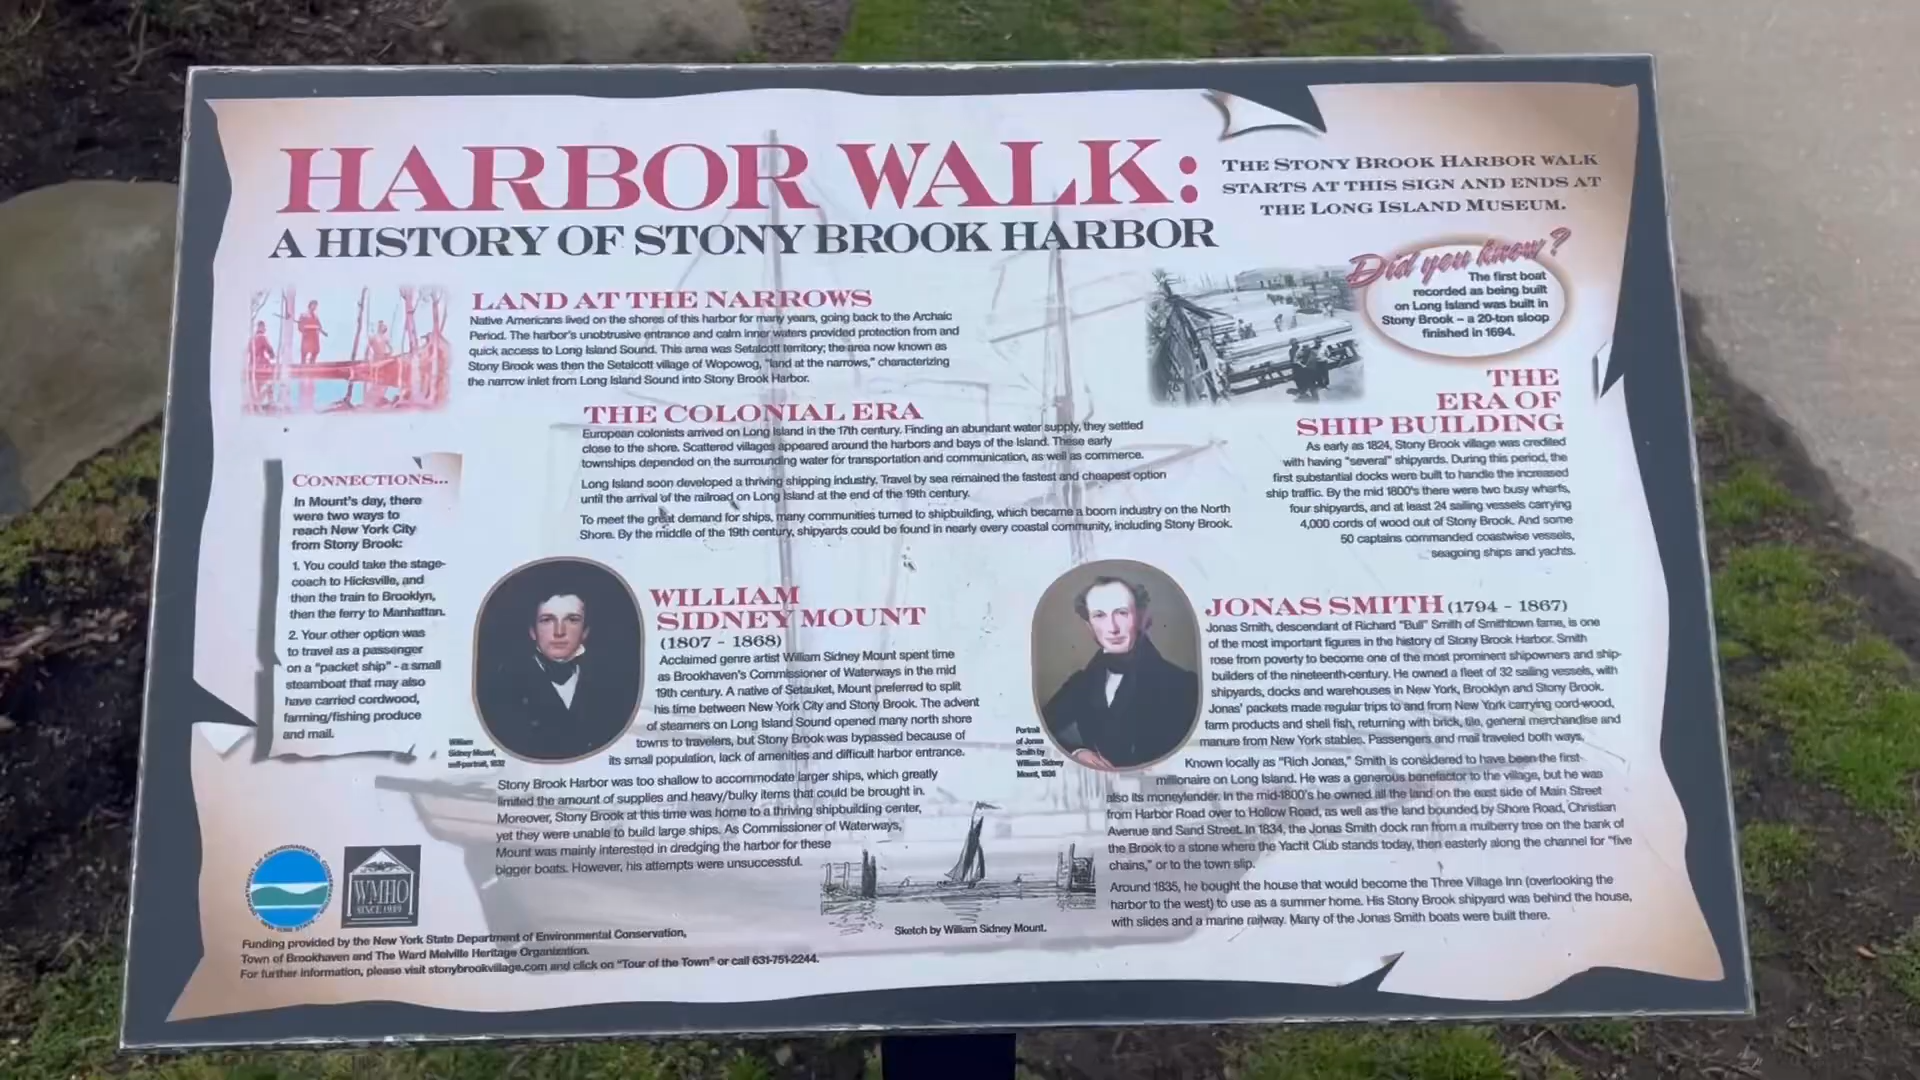 HARBOR WALK:
A HISTORY OF STONY BROOK HARBOR
THE STONY BROOK HARBOR WALK
STARTS AT THIS SIGN AND ENDS AT
THE LONG ISLAND MUSEUM.
Did you know?
The first boat
recorded as being built
on Long Island was built in
Stony Brook – a 20-ton sloop
finished in 1694.
LAND AT THE NARROWS
Native Americans lived on the shores of this harbor for many years, going back to the Archaic
Period. The harbor's unobtrusive entrance and calm inner waters provided protection from and
quick access to Long Island Sound. This area was Setalcott territory; the area now known as
Stony Brook was then the Setalcott village of Wopowog, "land at the narrows," characterizing
the narrow inlet from Long Island Sound into Stony Brook Harbor.
THE COLONIAL ERA
European colonists arrived on Long Island in the 17th century. Finding an abundant water supply, they settled
close to the shore. Scattered villages appeared around the harbors and bays of the Island. These early
townships depended on the surrounding water for transportation and communication, as well as commerce.
Long Island soon developed a thriving shipping industry. Travel by sea remained the fastest and cheapest option
until the arrival of the railroad on Long Island at the end of the 19th century.
To meet the great demand for ships, many communities turned to shipbuilding, which became a boom industry on the North
Shore. By the middle of the 19th century, shipyards could be found in nearly every coastal community, including Stony Brook.
THE
ERA OF
SHIP BUILDING
As early as 1824, Stony Brook village was credited
with having "several" shipyards. During this period, the
first substantial docks were built to handle the increased
ship traffic. By the mid 1800's there were two busy wharfs,
four shipyards, and at least 24 sailing vessels carrying
4,000 cords of wood out of Stony Brook. And some
50 captains commanded coastwise vessels,
seagoing ships and yachts.
CONNECTIONS...
In Mount's day, there
were two ways to
reach New York City
from Stony Brook:
1. You could take the stage-
coach to Hicksville, and
then the train to Brooklyn,
then the ferry to Manhattan.
2. Your other option was
to travel as a passenger
on a "packet ship" - a small
steamboat that may also
have carried cordwood,
farming/fishing produce
and mail.
William
Sidney Mount,
self-portrait, 1832
WILLIAM
SIDNEY MOUNT
(1807 - 1868)
Acclaimed genre artist William Sidney Mount spent time
as Brookhaven's Commissioner of Waterways in the mid
19th century. A native of Setauket, Mount preferred to split
his time between New York City and Stony Brook. The advent
of steamers on Long Island Sound opened many north shore
towns to travelers, but Stony Brook was bypassed because of
its small population, lack of amenities and difficult harbor entrance.
Stony Brook Harbor was too shallow to accommodate larger ships, which greatly
limited the amount of supplies and heavy/bulky items that could be brought in.
Moreover, Stony Brook at this time was home to a thriving shipbuilding center,
yet they were unable to build large ships. As Commissioner of Waterways,
Mount was mainly interested in dredging the harbor for these
bigger boats. However, his attempts were unsuccessful.
Sketch by William Sidney Mount.
Portrait
of Jonas
Smith by
William Sidney
Mount, 1836
JONAS SMITH (1794 - 1867)
Jonas Smith, descendant of Richard "Bull" Smith of Smithtown fame, is one
of the most important figures in the history of Stony Brook Harbor. Smith
rose from poverty to become one of the most prominent shipowners and ship-
builders of the nineteenth-century. He owned a fleet of 32 sailing vessels, with
shipyards, docks and warehouses in New York, Brooklyn and Stony Brook.
Jonas' packets made regular trips to and from New York carrying cord-wood,
farm products and shell fish, returning with brick, tile, general merchandise and
manure from New York stables. Passengers and mail traveled both ways.
Known locally as "Rich Jonas," Smith is considered to have been the first
millionaire on Long Island. He was a generous benefactor to the village, but he was
also its moneylender. In the mid-1800's he owned all the land on the east side of Main Street
from Harbor Road over to Hollow Road, as well as the land bounded by Shore Road, Christian
Avenue and Sand Street. In 1834, the Jonas Smith dock ran from a mulberry tree on the bank of
the Brook to a stone where the Yacht Club stands today, then easterly along the channel for "five
chains," or to the town slip.
Around 1835, he bought the house that would become the Three Village Inn (overlooking the
harbor to the west) to use as a summer home. His Stony Brook shipyard was behind the house,
with slides and a marine railway. Many of the Jonas Smith boats were built there.
DEPARTMENT OF ENVIRONMENTAL CONSERVATION
NEW YORK STATE
WMHO
SINCE 1939
Funding provided by the New York State Department of Environmental Conservation,
Town of Brookhaven and The Ward Melville Heritage Organization.
For further information, please visit stonybrookvillage.com and click on "Tour of the Town" or call 631-751-2244.